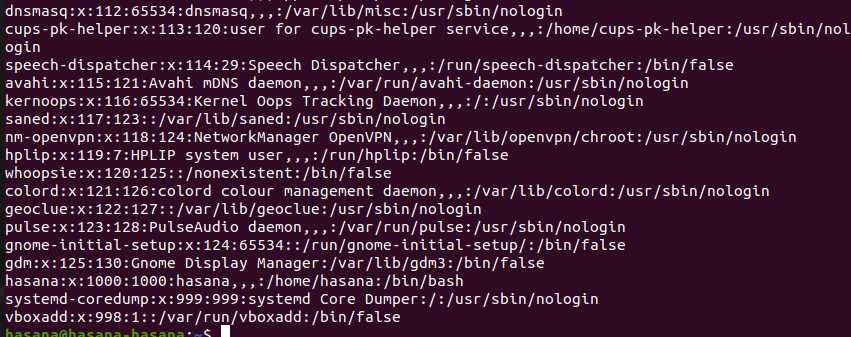 dnsmasq:x:112:65534:dnsmasq,,,:/var/lib/misc:/usr/sbin/nologin
cups-pk-helper:x:113:120:user for cups-pk-helper service,,,:/home/cups-pk-helper:/usr/sbin/nol
ogin
speech-dispatcher:x:114:29:Speech Dispatcher,,,:/run/speech-dispatcher:/bin/false
avahi:x:115:121:Avahi mDNS daemon,,,:/var/run/avahi-daemon:/usr/sbin/nologin
kernoops:x:116:65534:Kernel Oops Tracking Daemon,,,:/:/usr/sbin/nologin
saned:x:117:123::/var/lib/saned:/usr/sbin/nologin
nm-openvpn:x:118:124:NetworkManager OpenVPN,,,:/var/lib/openvpn/chroot:/usr/sbin/nologin
hplip:x:119:7:HPLIP system user,,,:/run/hplip:/bin/false
whoopsie:x:120:125::/nonexistent:/bin/false
colord:x:121:126:colord colour management daemon,,,:/var/lib/colord:/usr/sbin/nologin
geoclue:x:122:127::/var/lib/geoclue:/usr/sbin/nologin
pulse:x:123:128:PulseAudio daemon,,,:/var/run/pulse:/usr/sbin/nologin
gnome-initial-setup:x:124:65534::/run/gnome-initial-setup/:/bin/false
gdm:x:125:130:Gnome Display Manager:/var/lib/gdm3:/bin/false
hasana:x:1000:1000:hasana,,,:/home/hasana:/bin/bash
systemd-coredump:x:999:999:systemd Core Dumper:/:/usr/sbin/nologin
vboxadd:x:998:1::/var/run/vboxadd:/bin/false
hasana@hasana-hasana:~$